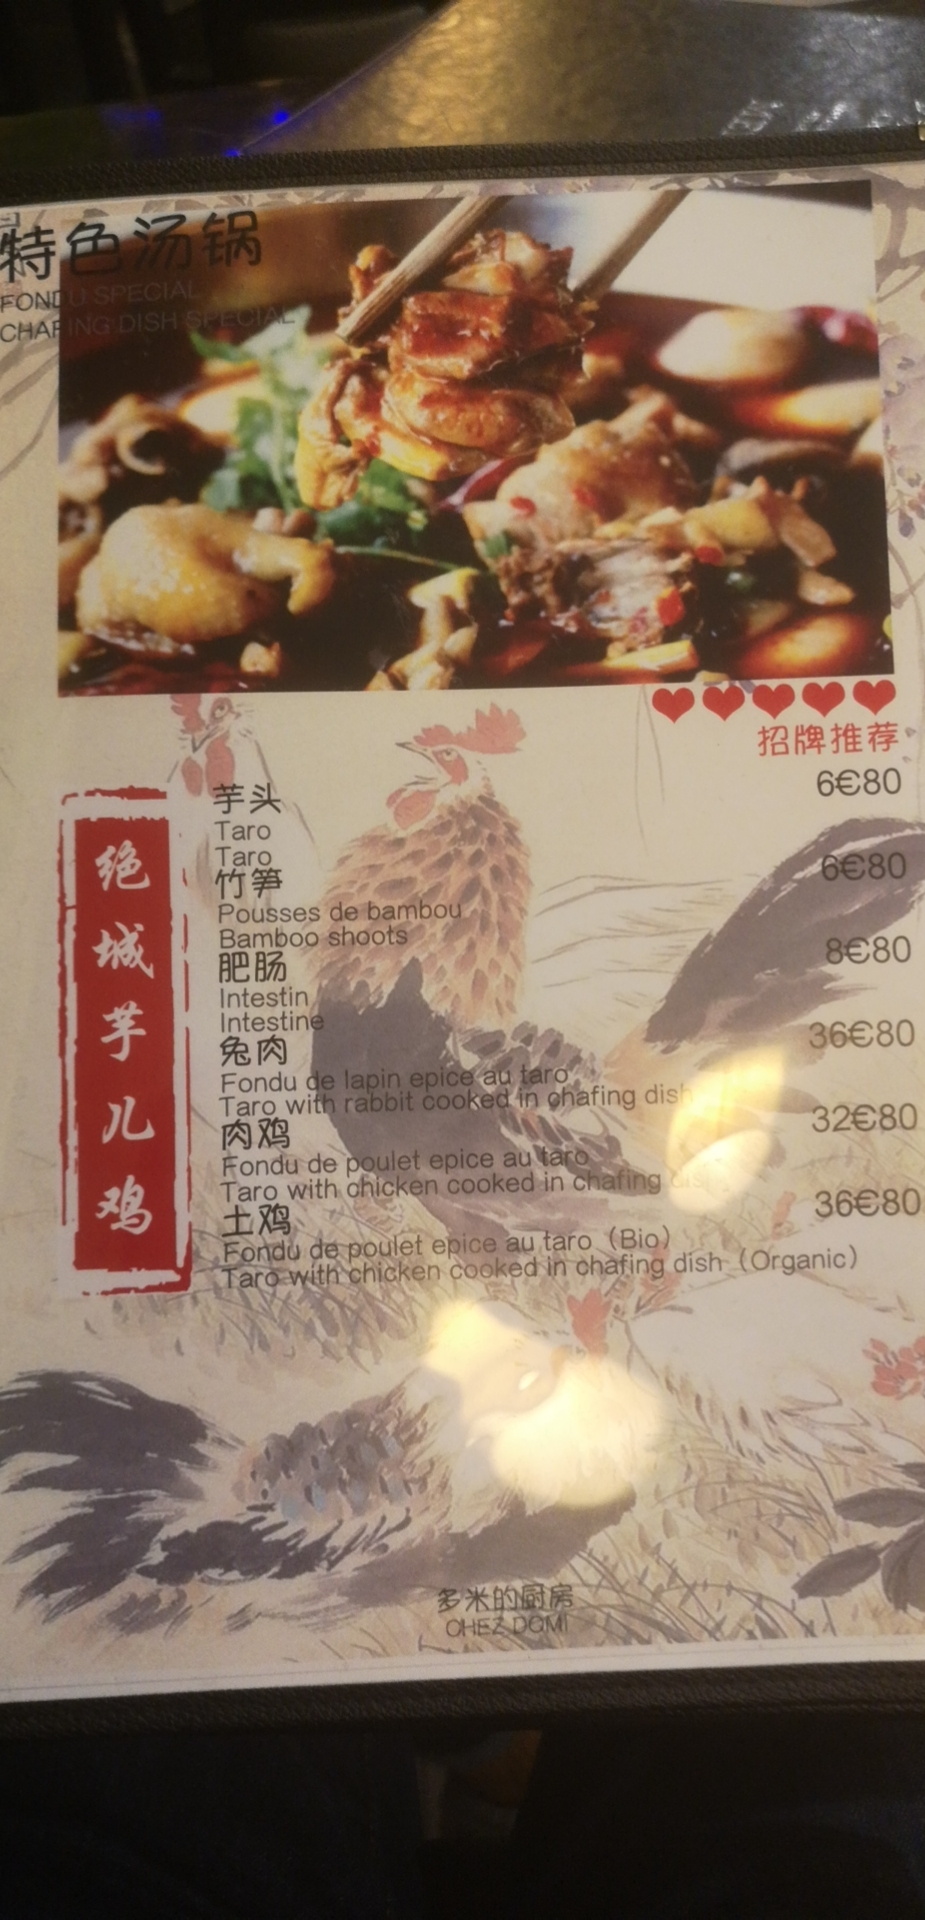 特色汤锅
FONDU SPECIAL
CHAFING DISH SPECIAL
招牌推荐
绝城芋儿鸡
芋头 6€80
Taro
Taro
竹笋 6€80
Pousses de bambou
Bamboo shoots
肥肠 8€80
Intestin
Intestine
兔肉 36€80
Fondu de lapin epice au taro
Taro with rabbit cooked in chafing dish
肉鸡 32€80
Fondu de poulet epice au taro
Taro with chicken cooked in chafing dish
土鸡 36€80
Fondu de poulet epice au taro（Bio）
Taro with chicken cooked in chafing dish（Organic）
多米的厨房
CHEZ DOMI